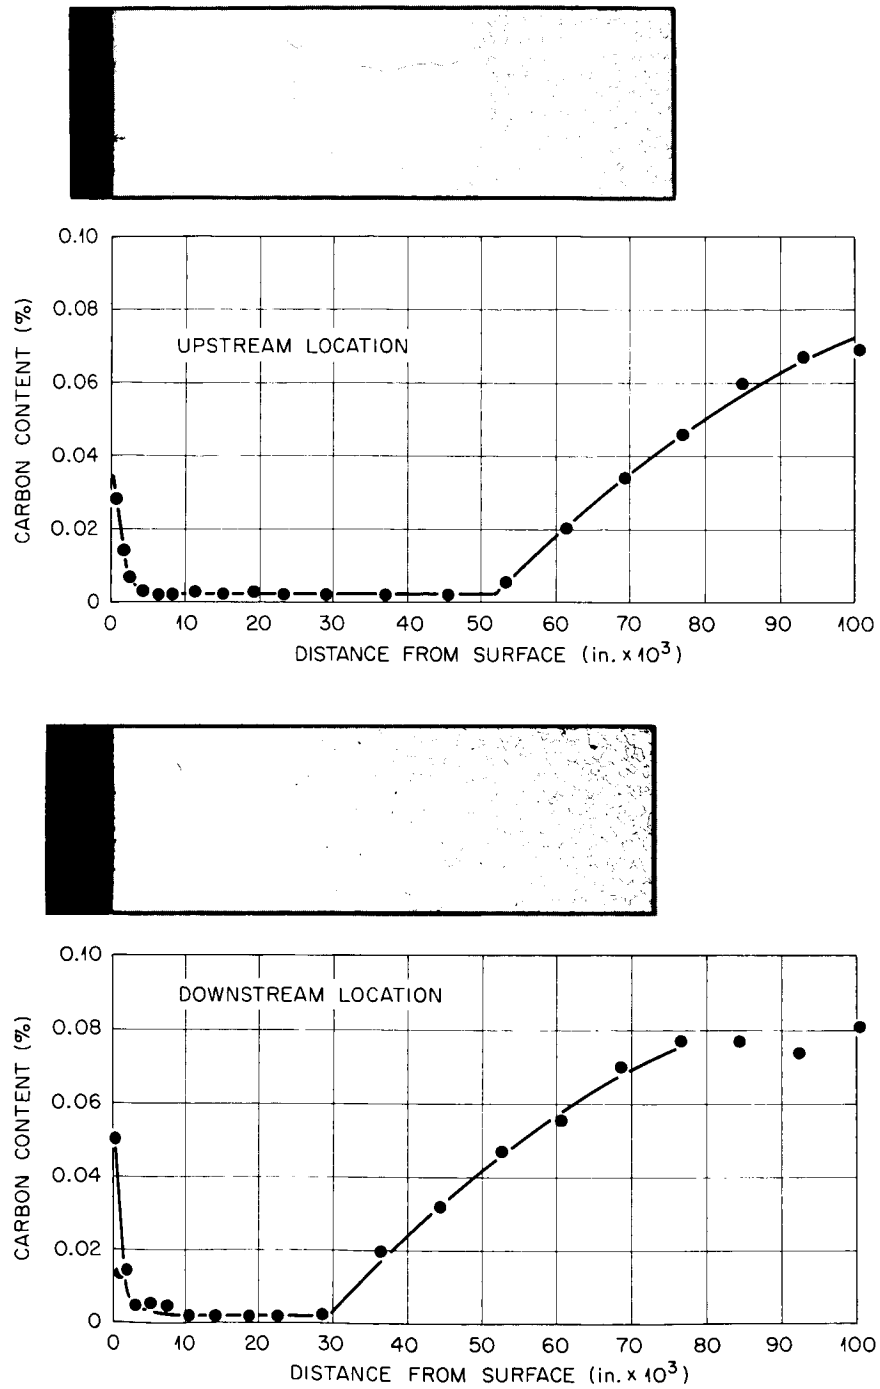 0.10
0.08
UPSTREAM LOCATION
0.06
0.04
0.02
0
CARBON CONTENT (%)
0 10 20 30 40 50 60 70 80 90 100
DISTANCE FROM SURFACE (in. × 10³)
0.10
DOWNSTREAM LOCATION
0.08
0.06
0.04
0.02
0
CARBON CONTENT (%)
0 10 20 30 40 50 60 70 80 90 100
DISTANCE FROM SURFACE (in. × 10³)